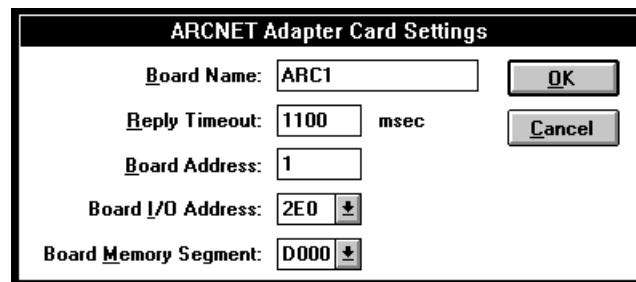 ARCNET Adapter Card Settings
Board Name: ARC1
OK
Reply Timeout: 1100 msec
Cancel
Board Address: 1
Board I/O Address: 2E0
Board Memory Segment: D000